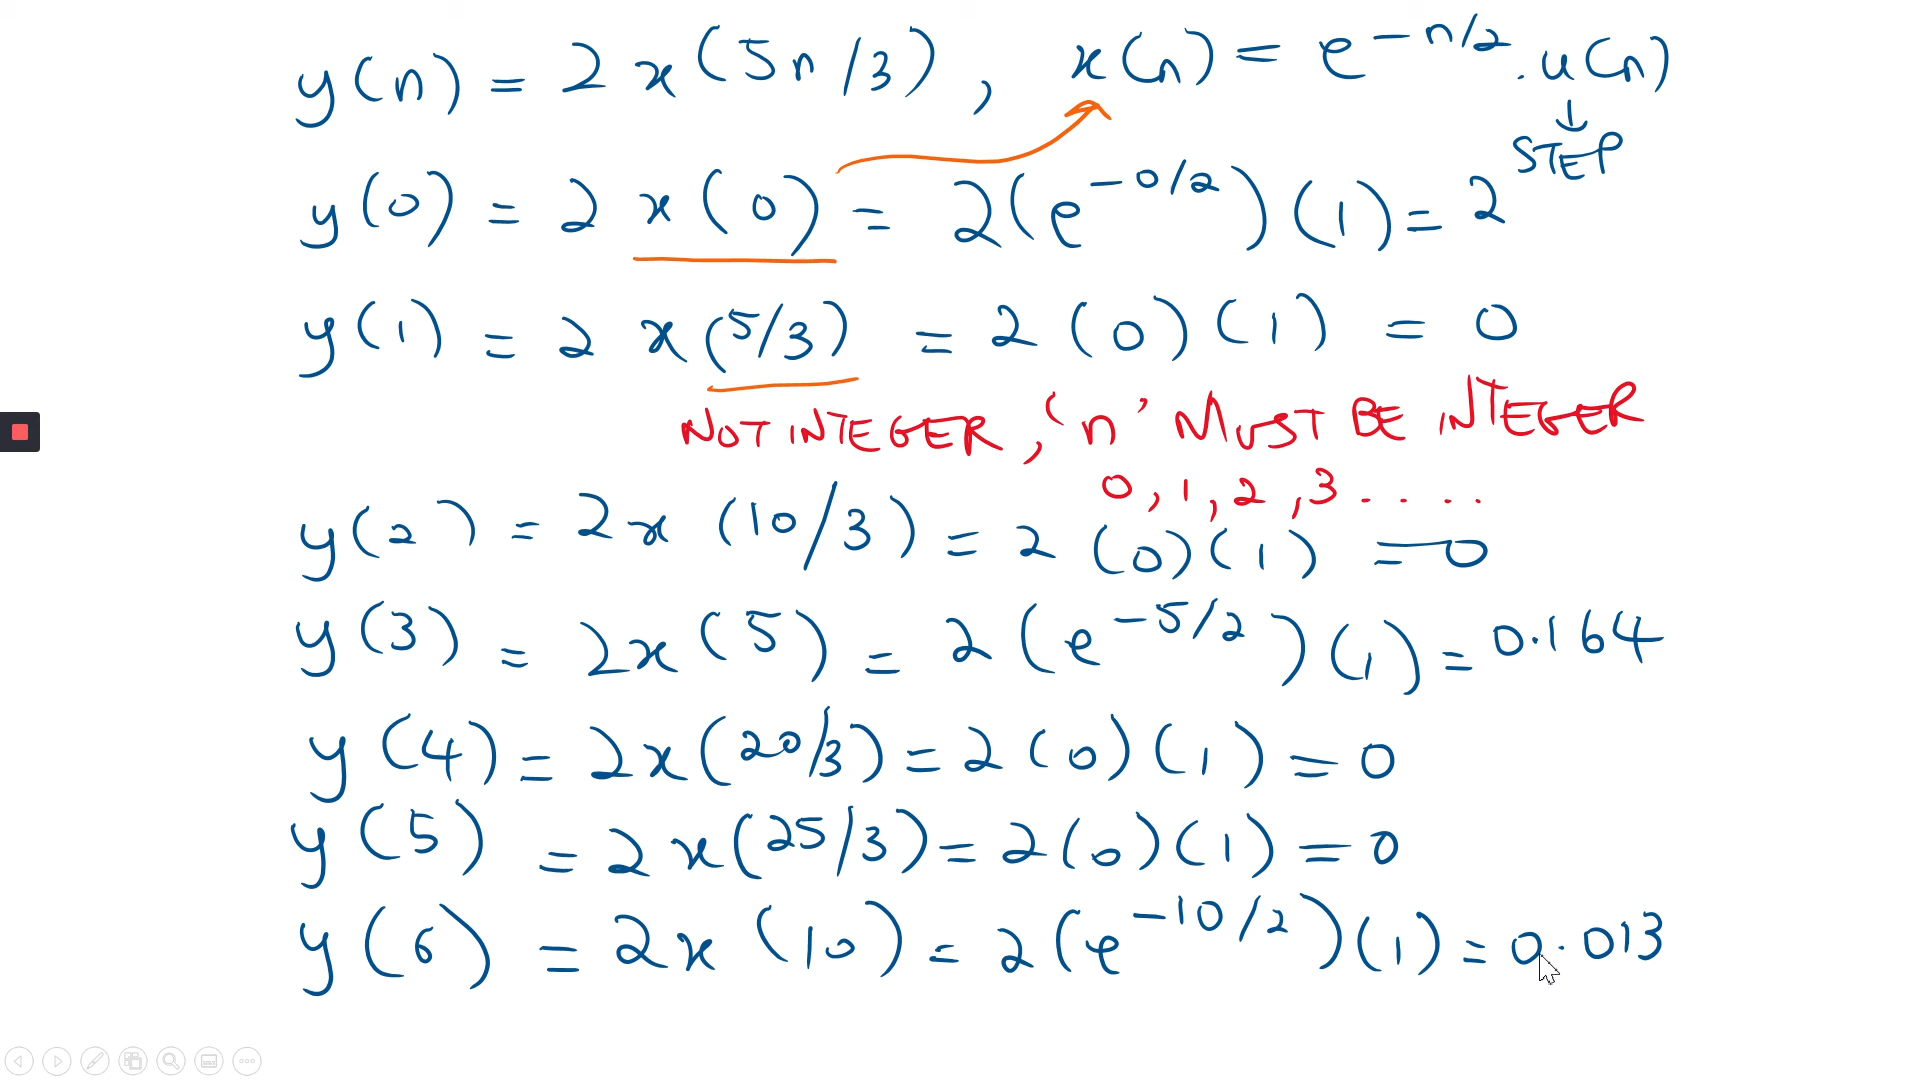 y(n) = 2 x(5n/3), x(n) = e^-n/2 . u(n)
↓
STEP
y(0) = 2 x(0) = 2(e^-0/2)(1) = 2
y(1) = 2 x(5/3) = 2(0)(1) = 0
NOT INTEGER, 'n' MUST BE INTEGER
0, 1, 2, 3 . . . .
y(2) = 2x(10/3) = 2(0)(1) = 0
y(3) = 2x(5) = 2(e^-5/2)(1) = 0.164
y(4) = 2x(20/3) = 2(0)(1) = 0
y(5) = 2x(25/3) = 2(0)(1) = 0
y(6) = 2x(10) = 2(e^-10/2)(1) = 0.013